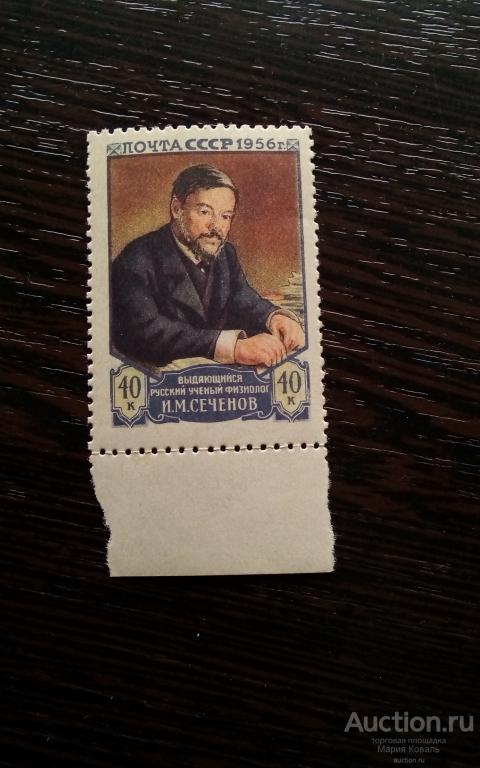 ПОЧТА СССР 1956г.
40 К
ВЫДАЮЩИЙСЯ
РУССКИЙ УЧЕНЫЙ ФИЗИОЛОГ
И.М.СЕЧЕНОВ
40 К
Auction.ru
торговая площадка
Мария Коваль
auction.ru